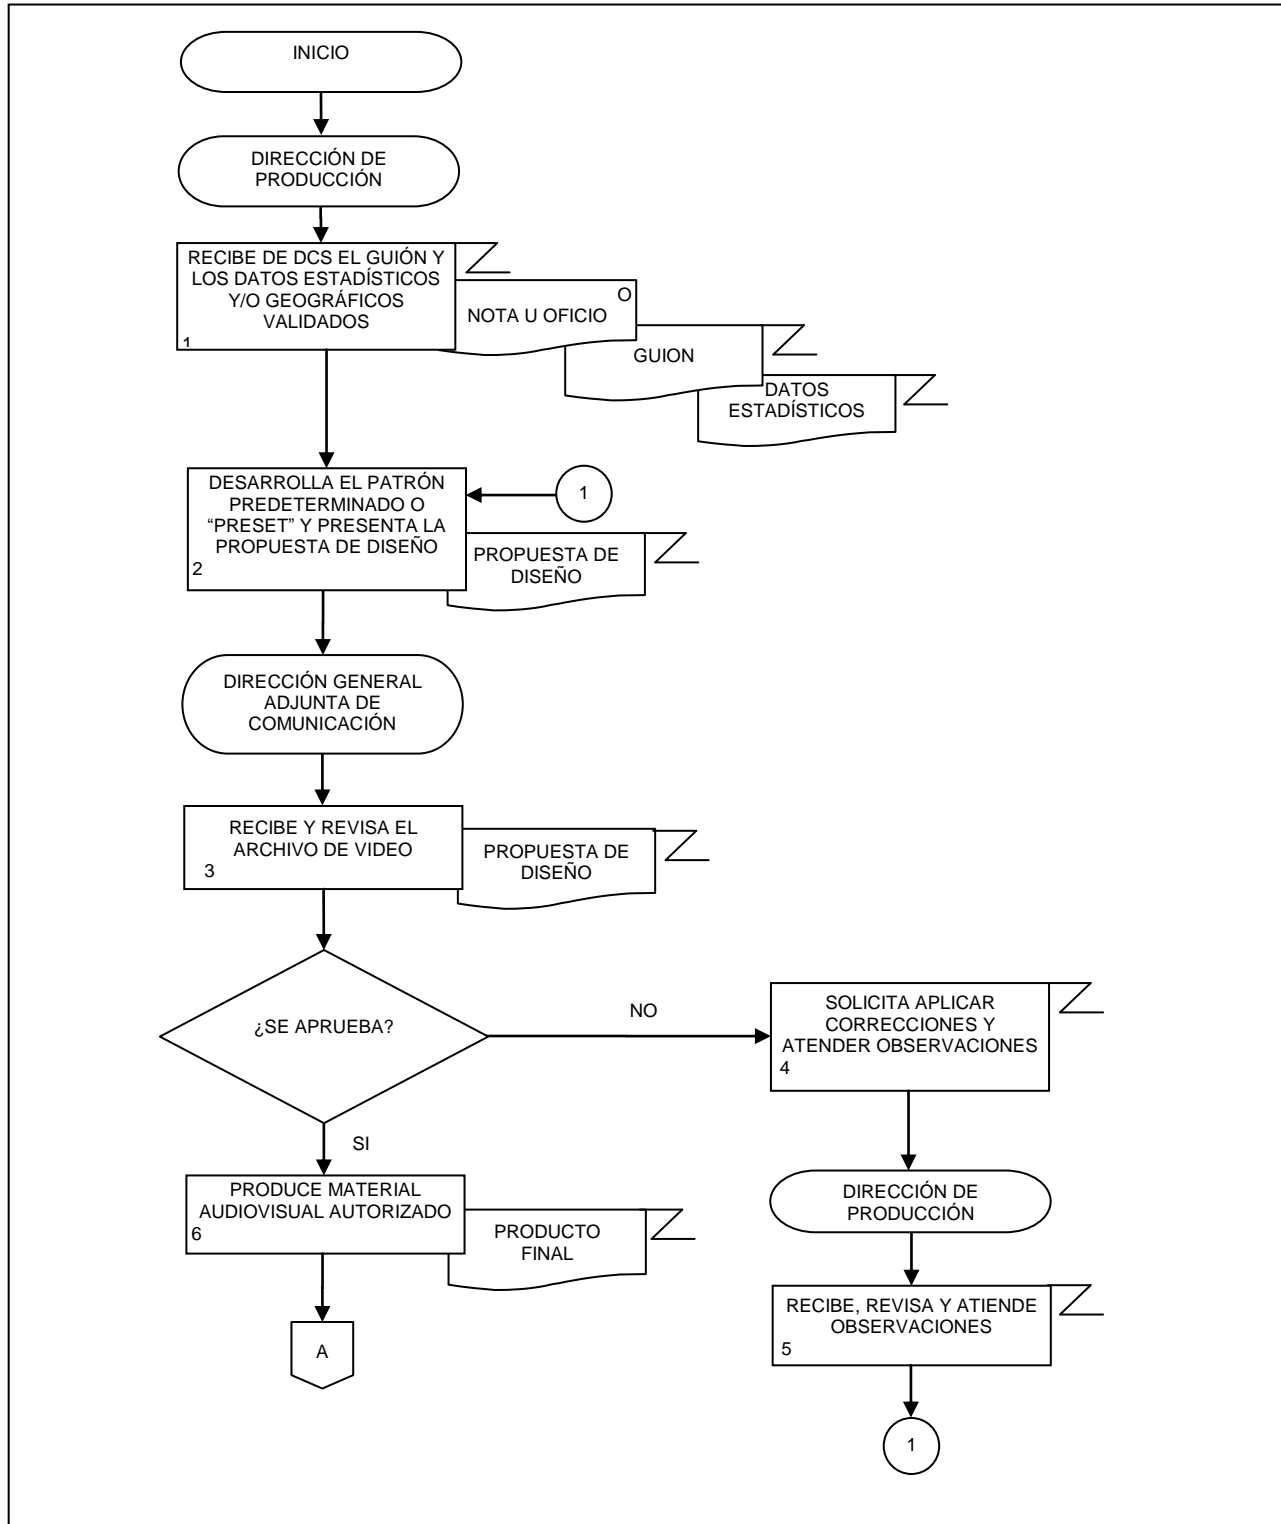 INICIO
DIRECCIÓN DE
PRODUCCIÓN
RECIBE DE DCS EL GUIÓN Y
LOS DATOS ESTADÍSTICOS
Y/O GEOGRÁFICOS
VALIDADOS
1
O
NOTA U OFICIO
GUION
DATOS
ESTADÍSTICOS
DESARROLLA EL PATRÓN
PREDETERMINADO O
“PRESET” Y PRESENTA LA
PROPUESTA DE DISEÑO
2
1
PROPUESTA DE
DISEÑO
DIRECCIÓN GENERAL
ADJUNTA DE
COMUNICACIÓN
RECIBE Y REVISA EL
ARCHIVO DE VIDEO
3
PROPUESTA DE
DISEÑO
¿SE APRUEBA?
NO
SOLICITA APLICAR
CORRECCIONES Y
ATENDER OBSERVACIONES
4
SI
PRODUCE MATERIAL
AUDIOVISUAL AUTORIZADO
6
PRODUCTO
FINAL
A
DIRECCIÓN DE
PRODUCCIÓN
RECIBE, REVISA Y ATIENDE
OBSERVACIONES
5
1